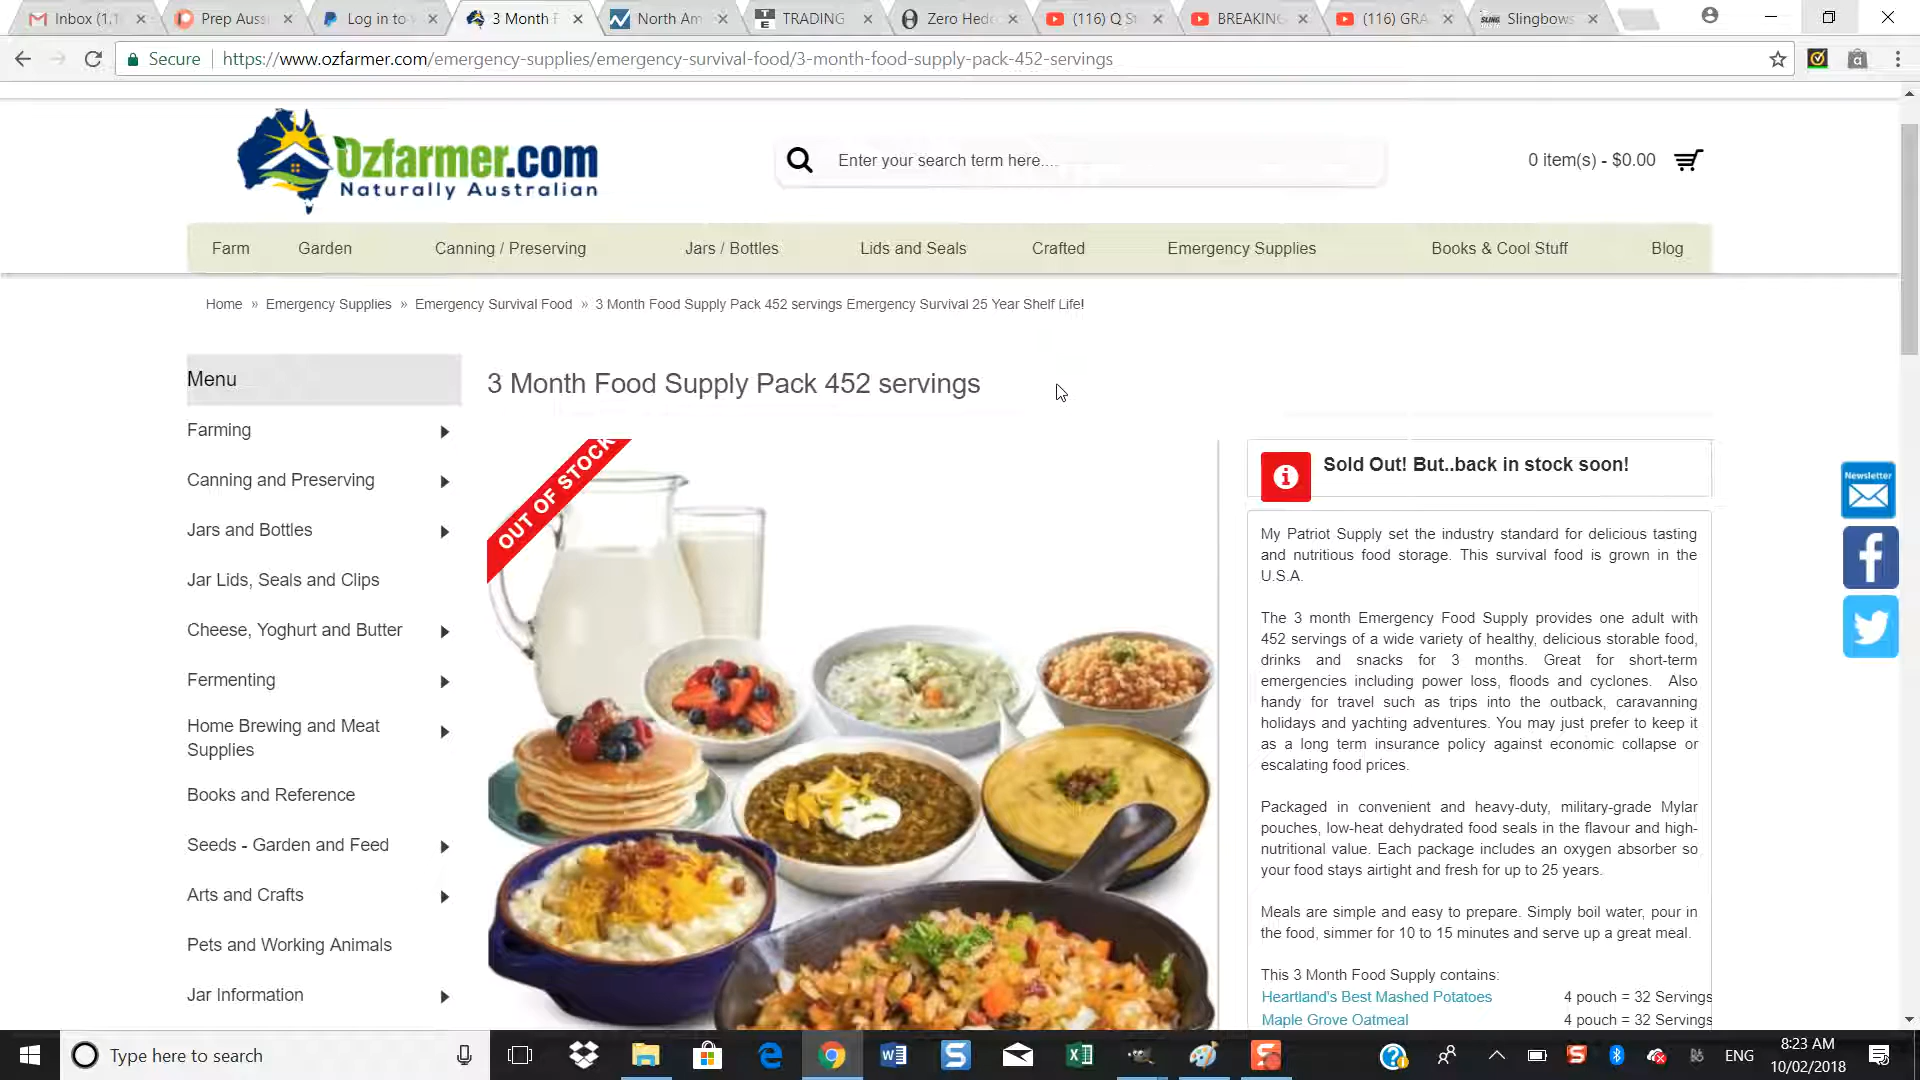 Inbox (1.1
Prep Aus
Log in to
3 Month F
North Am
TRADING
Zero Hed
(116) Q S
BREAKING
(116) GRA
Slingbows
Secure
https://www.ozfarmer.com/emergency-supplies/emergency-survival-food/3-month-food-supply-pack-452-servings
Ozfarmer.com
Naturally Australian
Enter your search term here....
0 item(s) - $0.00
Farm Garden Canning / Preserving Jars / Bottles Lids and Seals Crafted Emergency Supplies Books & Cool Stuff Blog
Home » Emergency Supplies » Emergency Survival Food » 3 Month Food Supply Pack 452 servings Emergency Survival 25 Year Shelf Life!
Menu
Farming
Canning and Preserving
Jars and Bottles
Jar Lids, Seals and Clips
Cheese, Yoghurt and Butter
Fermenting
Home Brewing and Meat
Supplies
Books and Reference
Seeds - Garden and Feed
Arts and Crafts
Pets and Working Animals
Jar Information
3 Month Food Supply Pack 452 servings
OUT OF STOCK
Sold Out! But..back in stock soon!
My Patriot Supply set the industry standard for delicious tasting
and nutritious food storage. This survival food is grown in the
U.S.A.
The 3 month Emergency Food Supply provides one adult with
452 servings of a wide variety of healthy, delicious storable food,
drinks and snacks for 3 months. Great for short-term
emergencies including power loss, floods and cyclones. Also
handy for travel such as trips into the outback, caravanning
holidays and yachting adventures. You may just prefer to keep it
as a long term insurance policy against economic collapse or
escalating food prices.
Packaged in convenient and heavy-duty, military-grade Mylar
pouches, low-heat dehydrated food seals in the flavour and high-
nutritional value. Each package includes an oxygen absorber so
your food stays airtight and fresh for up to 25 years.
Meals are simple and easy to prepare. Simply boil water, pour in
the food, simmer for 10 to 15 minutes and serve up a great meal.
This 3 Month Food Supply contains:
Heartland's Best Mashed Potatoes 4 pouch = 32 Servings
Maple Grove Oatmeal 4 pouch = 32 Servings
Newsletter
Type here to search
ENG
8:23 AM
10/02/2018